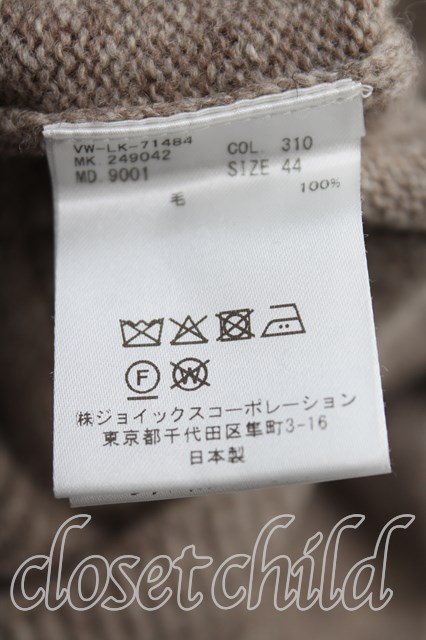 VW-LK-71484 COL. 310
MK. 249042 SIZE 44
MD. 9001
毛 100%
F W
㈱ジョイックスコーポレーション
東京都千代田区隼町3-16
日本製
closetchild